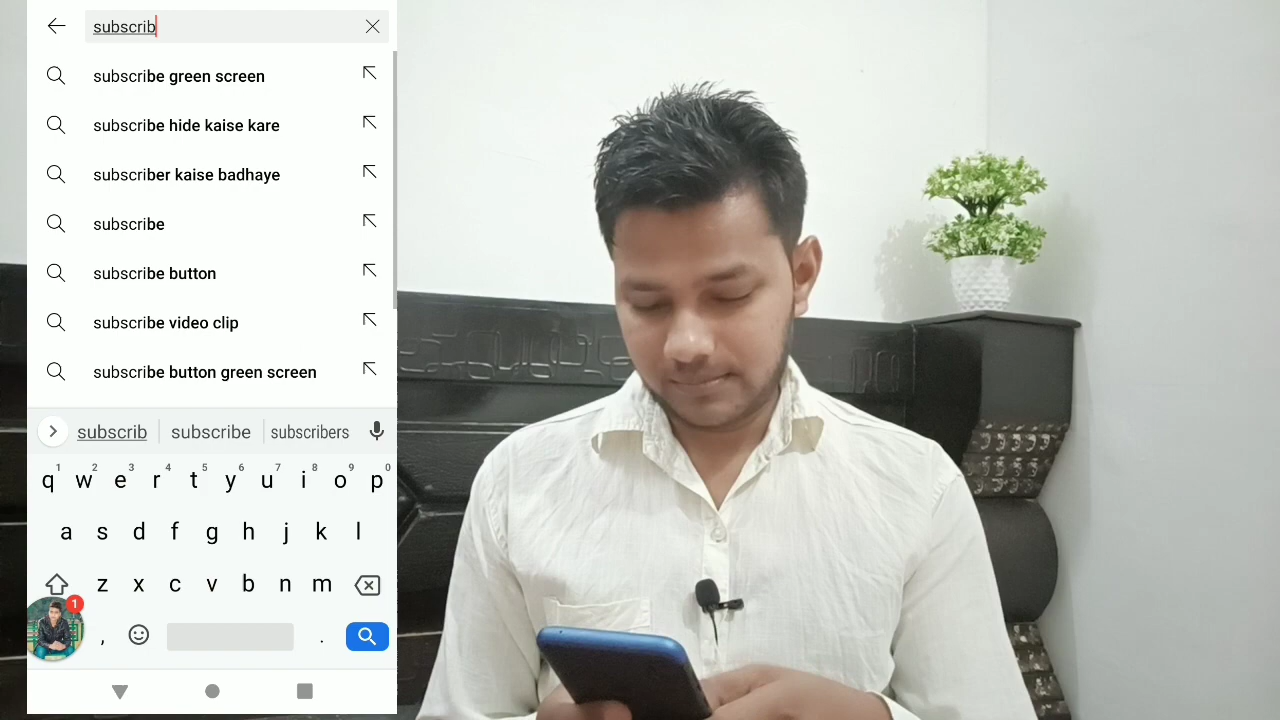 subscrib
subscribe green screen
subscribe hide kaise kare
subscriber kaise badhaye
subscribe
subscribe button
subscribe video clip
subscribe button green screen
subscrib subscribe subscribers
1 2 3 4 5 6 7 8 9 0
q w e r t y u i o p
a s d f g h j k l
z x c v b n m
1
, .